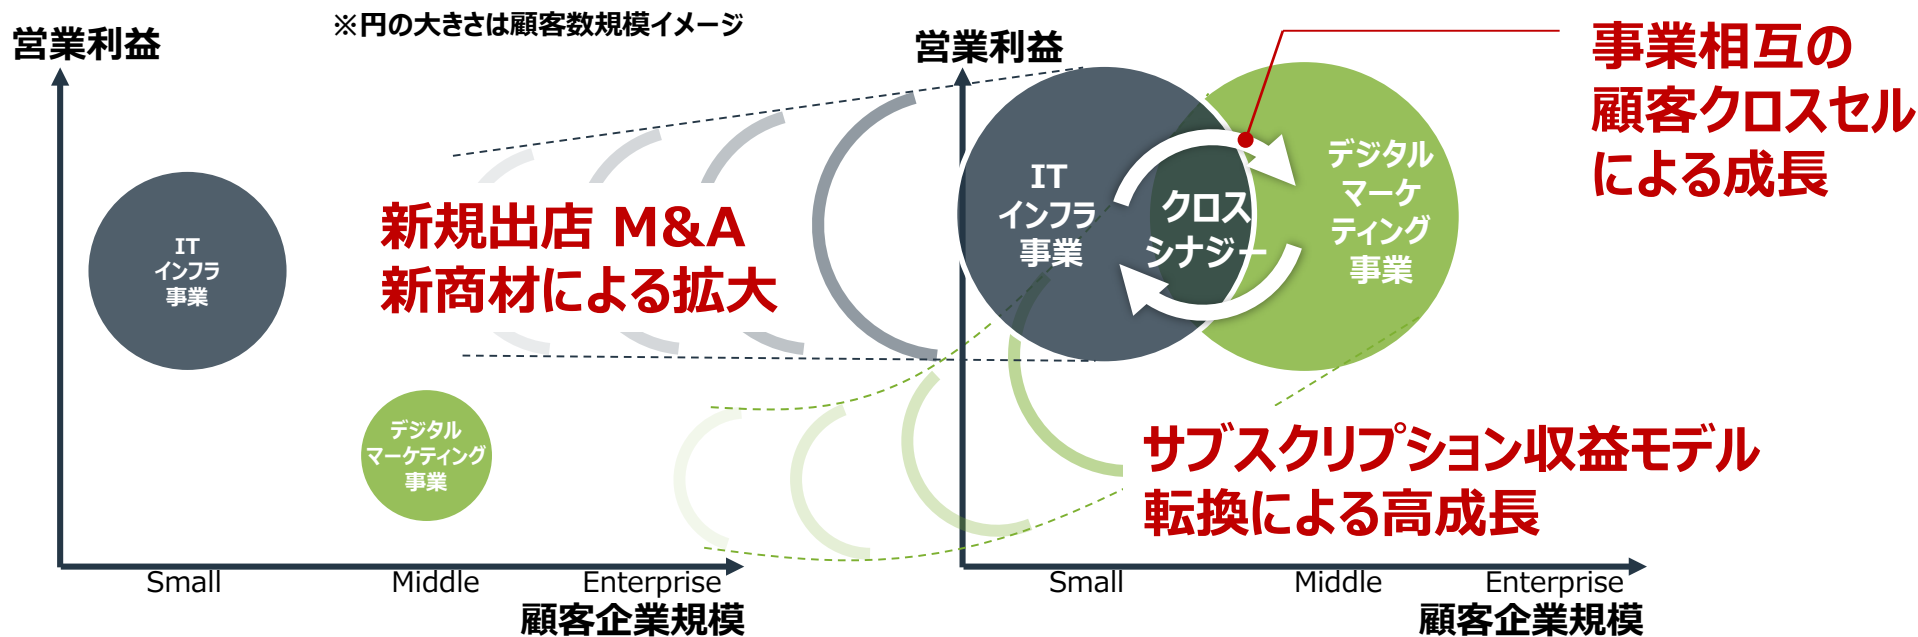 ※円の大きさは顧客数規模イメージ
営業利益
IT
インフラ
事業
デジタル
マーケティング
事業
新規出店 M&A
新商材による拡大
Small
Middle
Enterprise
顧客企業規模
営業利益
IT
インフラ
事業
クロス
シナジー
デジタル
マーケ
ティング
事業
事業相互の
顧客クロスセル
による成長
サブスクリプション収益モデル
転換による高成長
Small
Middle
Enterprise
顧客企業規模